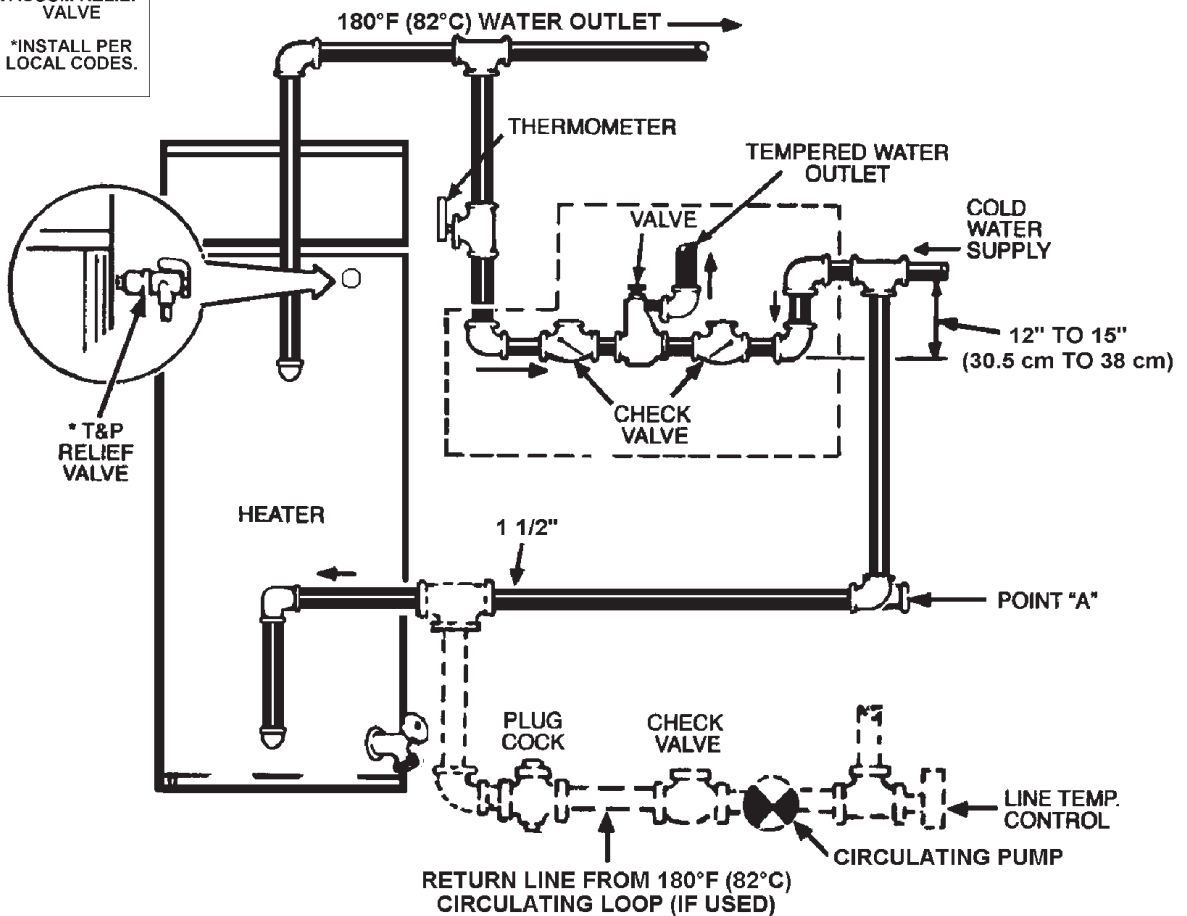 VALVE
*INSTALL PER
LOCAL CODES.
180°F (82°C) WATER OUTLET
THERMOMETER
TEMPERED WATER
OUTLET
VALVE
COLD
WATER
SUPPLY
12" TO 15"
(30.5 cm TO 38 cm)
CHECK
VALVE
* T&P
RELIEF
VALVE
HEATER
1 1/2"
POINT "A"
PLUG
COCK
CHECK
VALVE
LINE TEMP.
CONTROL
CIRCULATING PUMP
RETURN LINE FROM 180°F (82°C)
CIRCULATING LOOP (IF USED)